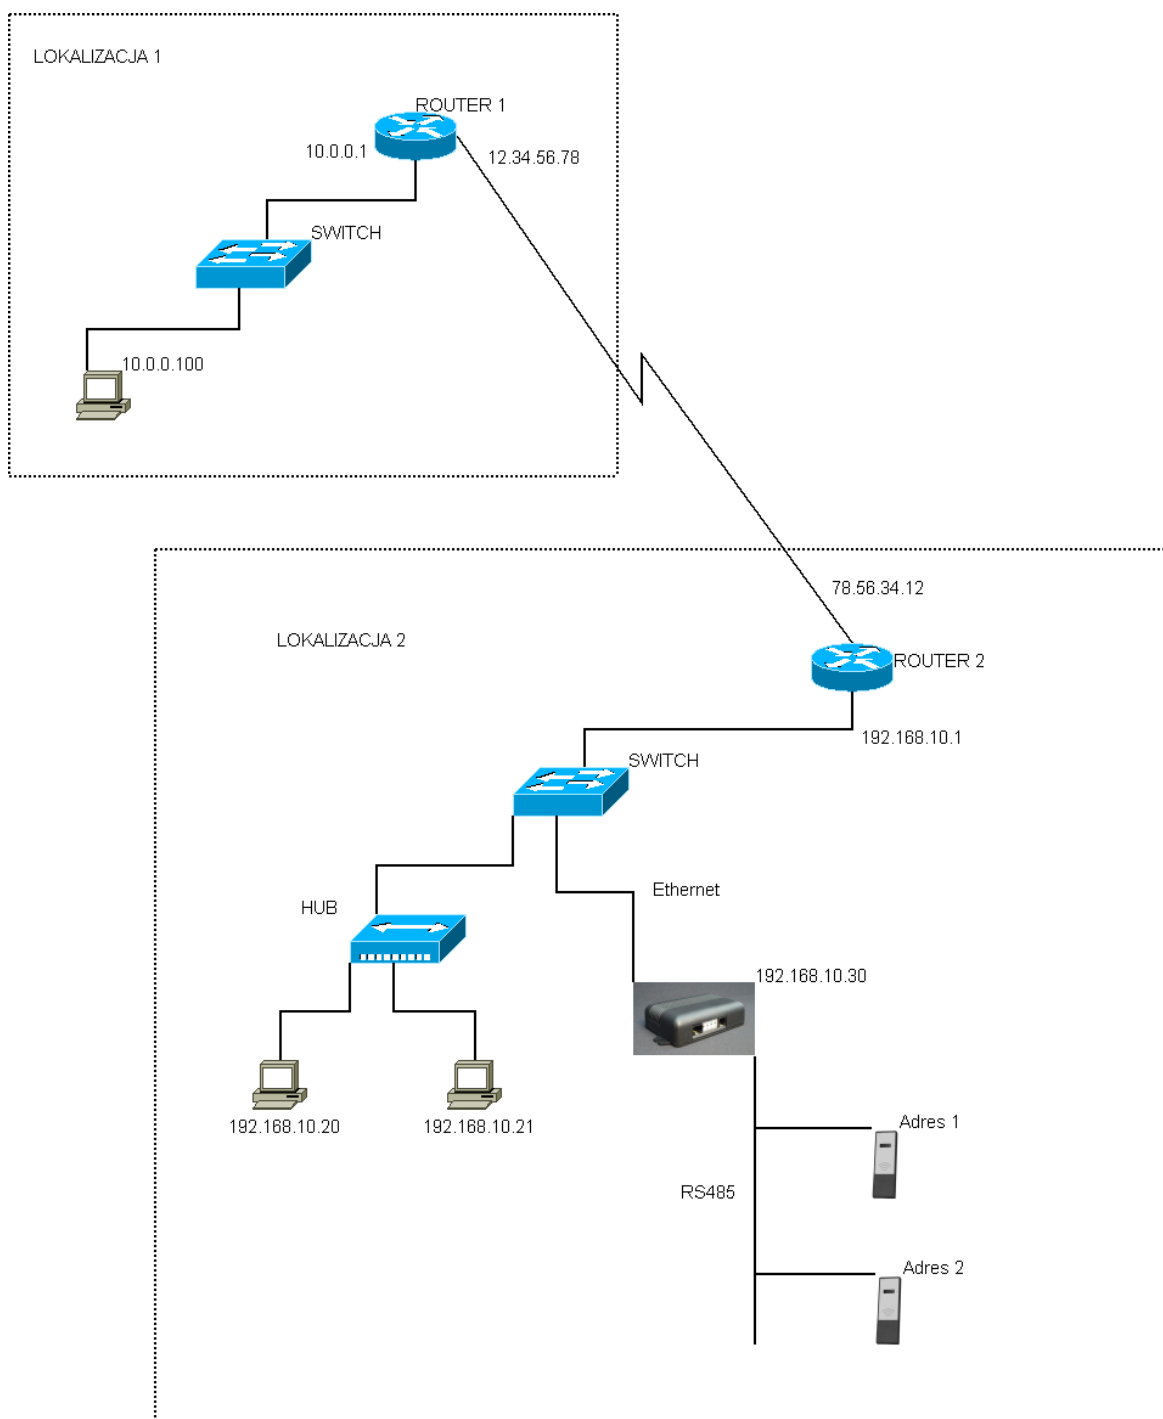 LOKALIZACJA 1
ROUTER 1
10.0.0.1
12.34.56.78
SWITCH
10.0.0.100
78.56.34.12
LOKALIZACJA 2
ROUTER 2
192.168.10.1
SWITCH
Ethernet
HUB
192.168.10.30
192.168.10.20
192.168.10.21
Adres 1
RS485
Adres 2